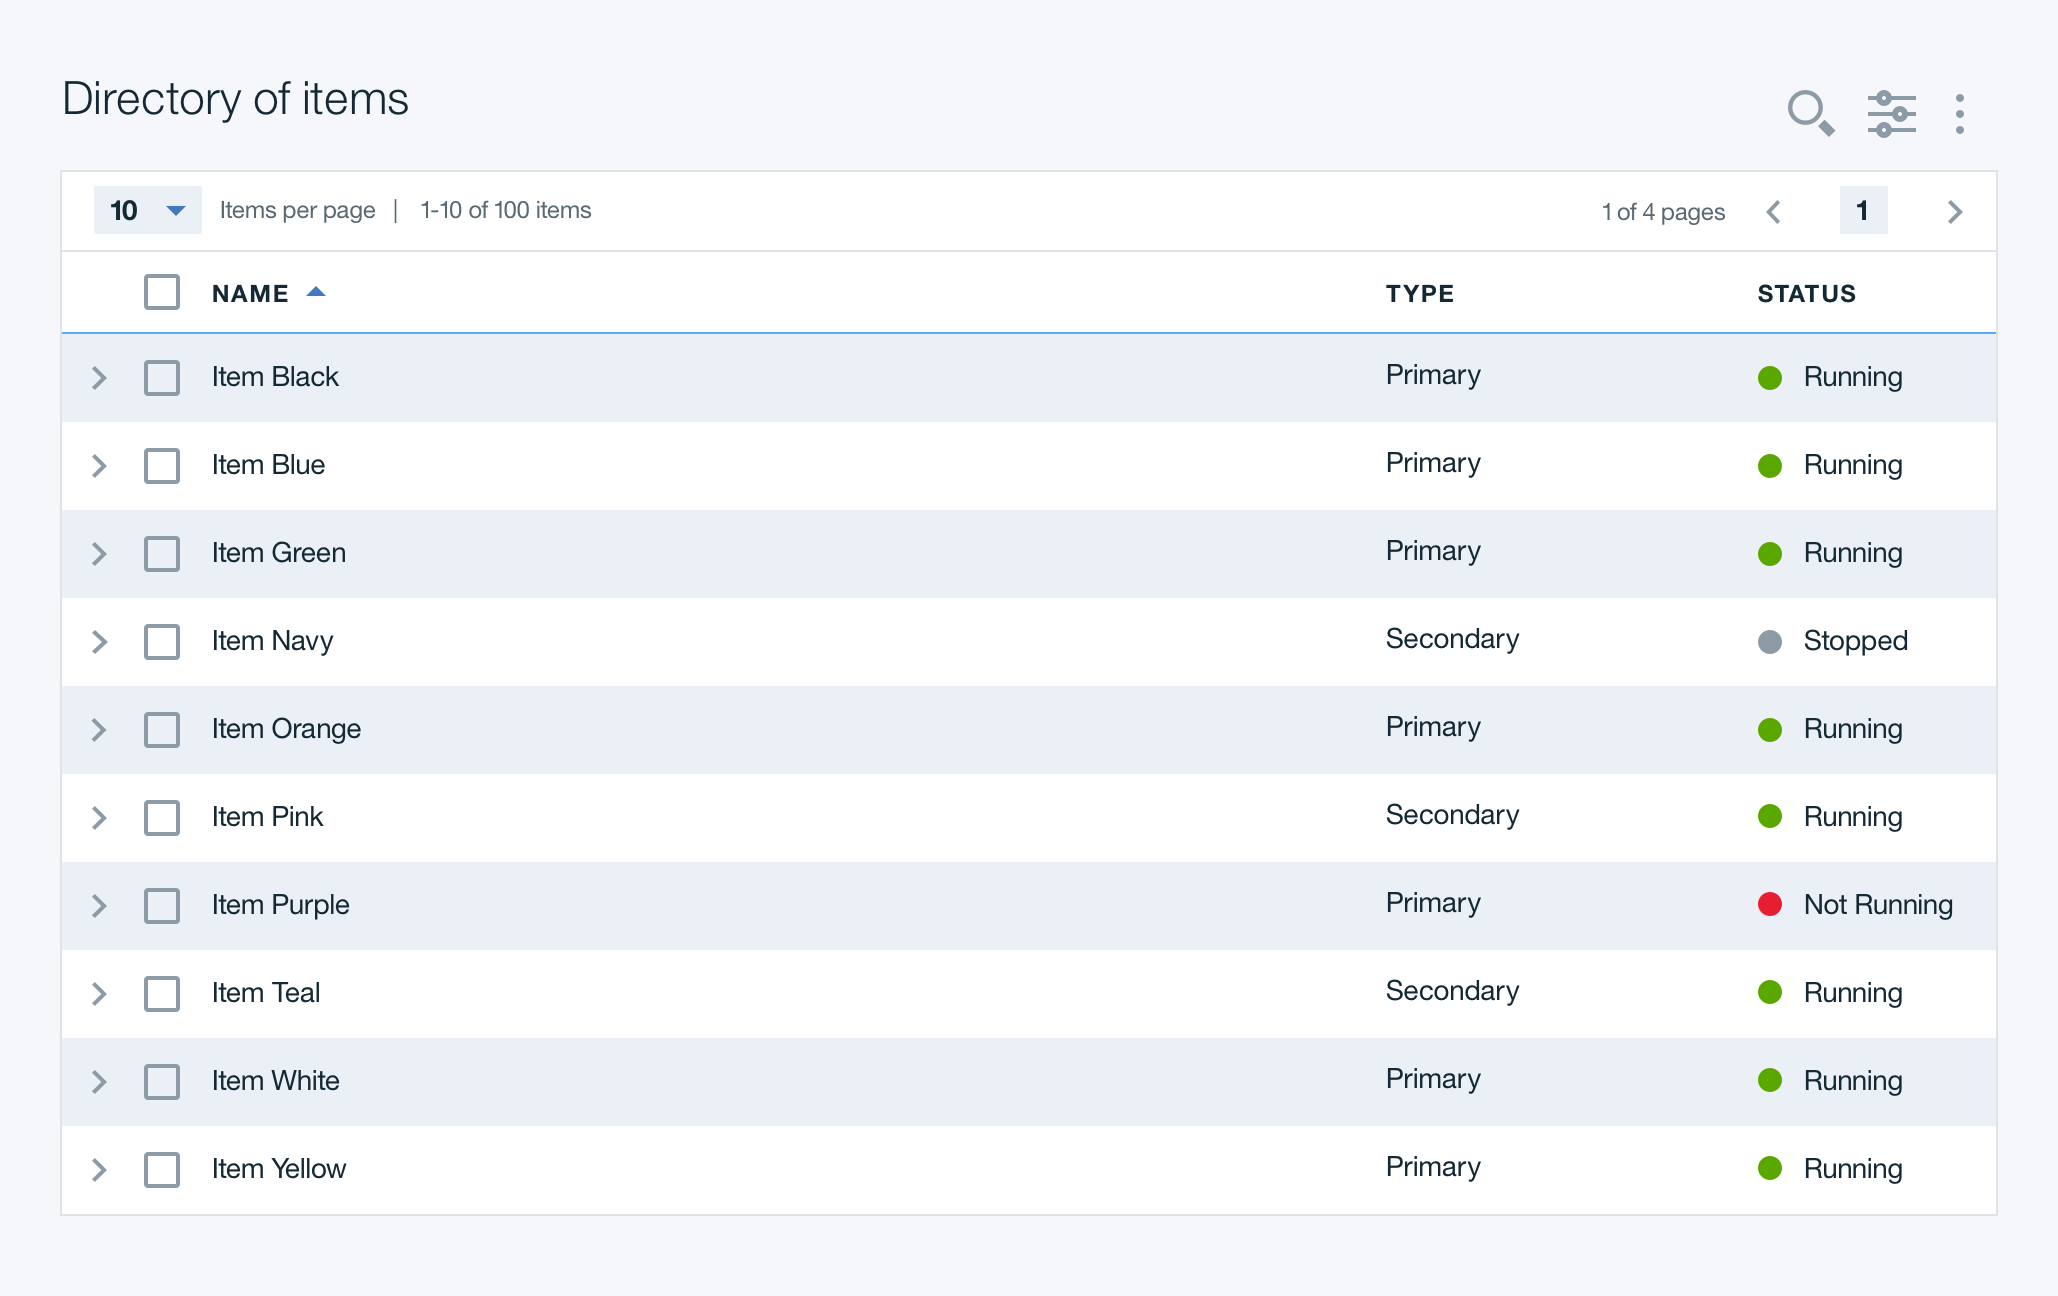 Directory of items
10 Items per page | 1-10 of 100 items 1 of 4 pages 1
NAME TYPE STATUS
Item Black Primary Running
Item Blue Primary Running
Item Green Primary Running
Item Navy Secondary Stopped
Item Orange Primary Running
Item Pink Secondary Running
Item Purple Primary Not Running
Item Teal Secondary Running
Item White Primary Running
Item Yellow Primary Running